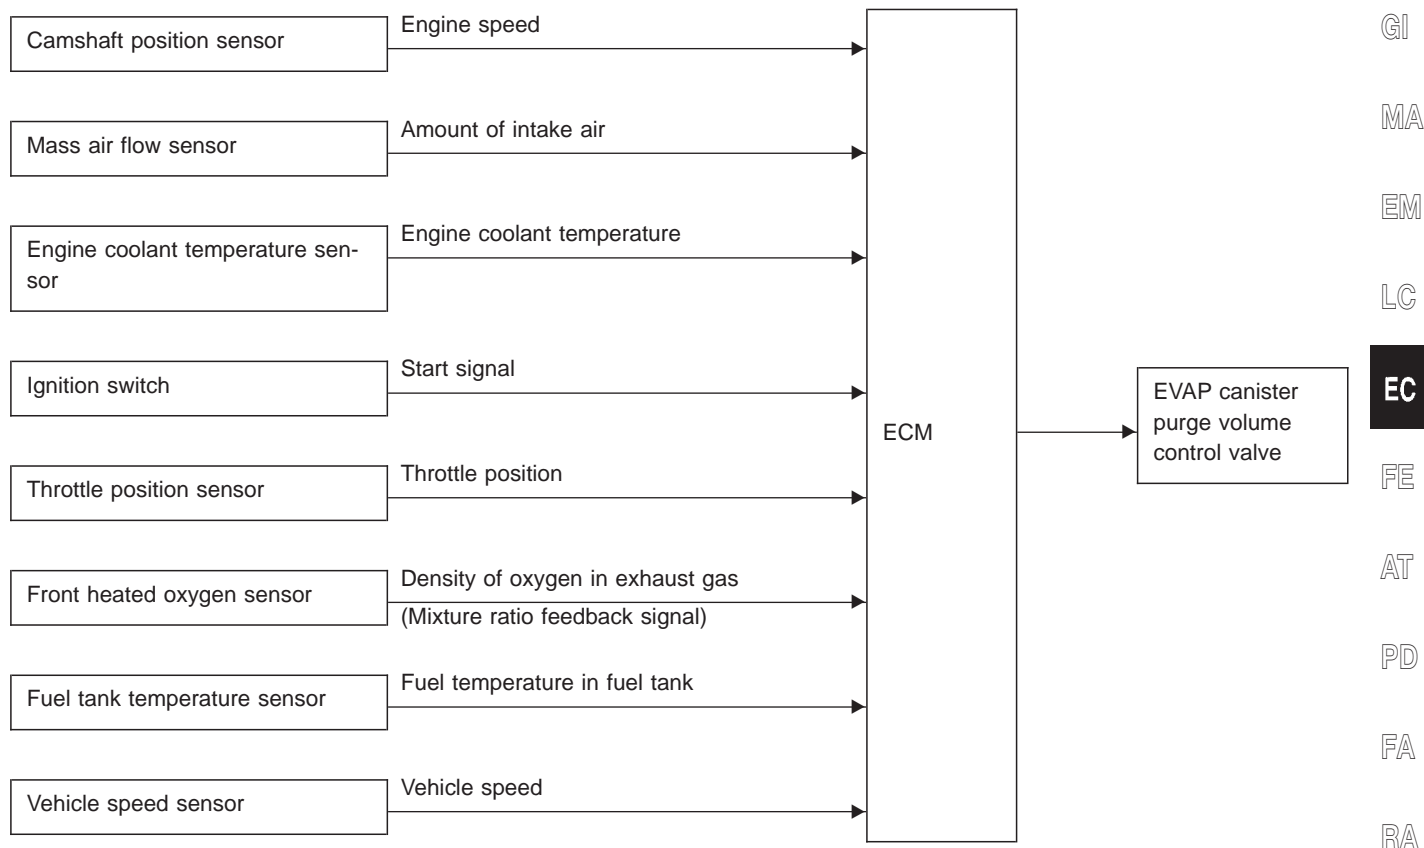 Camshaft position sensor
Engine speed
Mass air flow sensor
Amount of intake air
Engine coolant temperature sen-
sor
Engine coolant temperature
Ignition switch
Start signal
Throttle position sensor
Throttle position
Front heated oxygen sensor
Density of oxygen in exhaust gas
(Mixture ratio feedback signal)
Fuel tank temperature sensor
Fuel temperature in fuel tank
Vehicle speed sensor
Vehicle speed
ECM
EVAP canister
purge volume
control valve
GI
MA
EM
LC
EC
FE
AT
PD
FA
RA